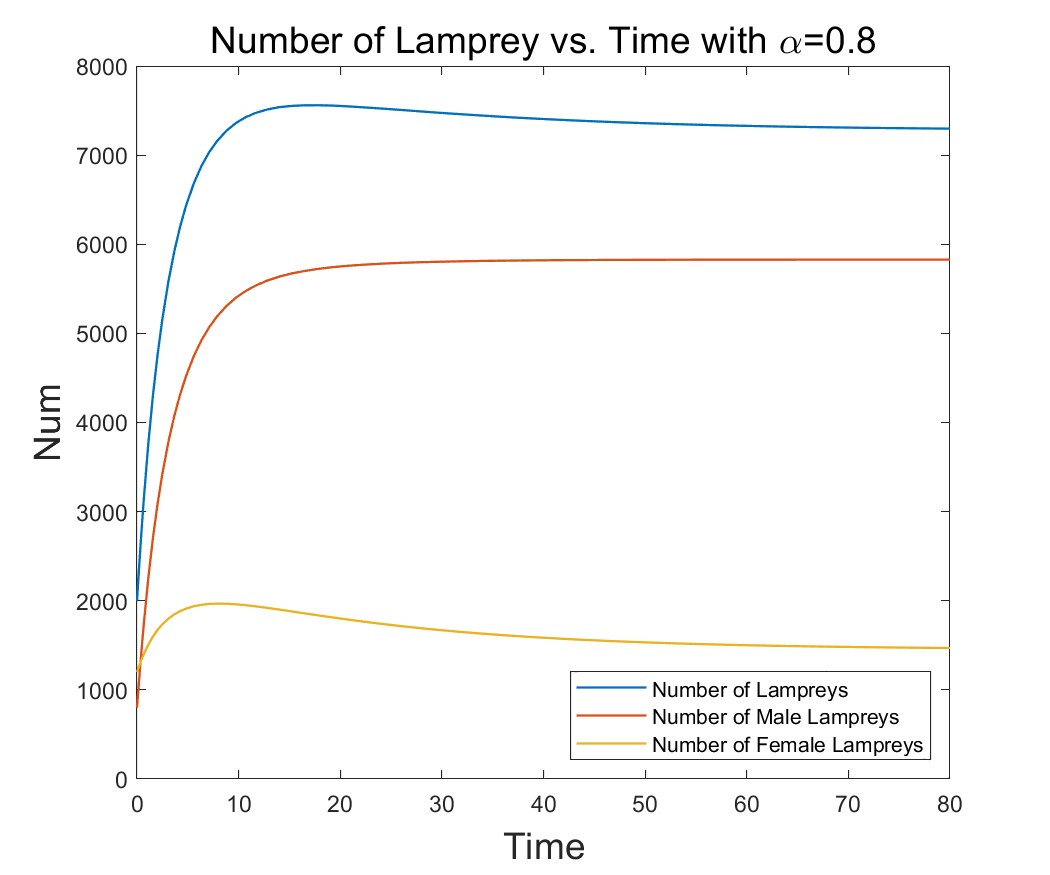 Number of Lamprey vs. Time with α=0.8
8000
7000
6000
5000
4000
3000
2000
1000
0
Num
0 10 20 30 40 50 60 70 80
Time
Number of Lampreys
Number of Male Lampreys
Number of Female Lampreys